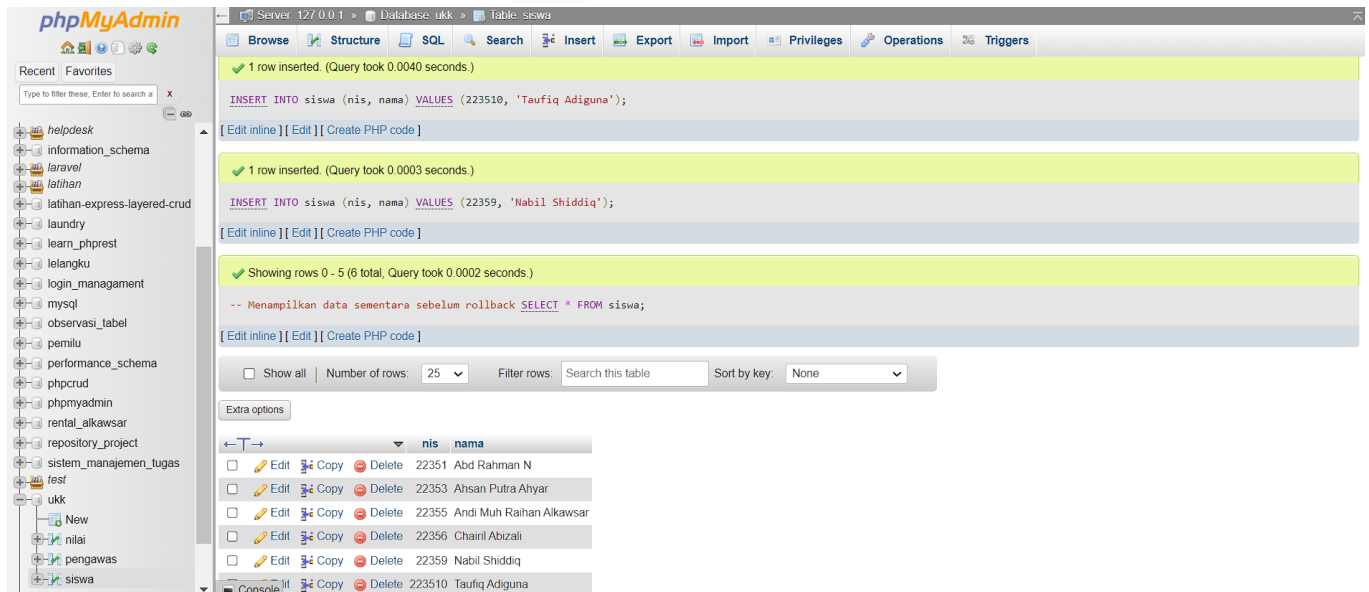 phpMyAdmin
Recent Favorites
Type to filter these, Enter to search a X
helpdesk
information_schema
laravel
latihan
latihan-express-layered-crud
laundry
learn_phprest
lelangku
login_managament
mysql
observasi_tabel
pemilu
performance_schema
phpcrud
phpmyadmin
rental_alkawsar
repository_project
sistem_manajemen_tugas
test
ukk
New
nilai
pengawas
siswa
Server 127.0.0.1 » Database ukk » Table siswa
Browse Structure SQL Search Insert Export Import Privileges Operations Triggers
1 row inserted. (Query took 0.0040 seconds.)
INSERT INTO siswa (nis, nama) VALUES (223510, 'Taufiq Adiguna');
[ Edit inline ] [ Edit ] [ Create PHP code ]
1 row inserted. (Query took 0.0003 seconds.)
INSERT INTO siswa (nis, nama) VALUES (22359, 'Nabil Shiddiq');
[ Edit inline ] [ Edit ] [ Create PHP code ]
Showing rows 0 - 5 (6 total, Query took 0.0002 seconds.)
-- Menampilkan data sementara sebelum rollback SELECT * FROM siswa;
[ Edit inline ] [ Edit ] [ Create PHP code ]
Show all | Number of rows: 25 Filter rows: Search this table Sort by key: None
Extra options
←T→ nis nama
Edit Copy Delete 22351 Abd Rahman N
Edit Copy Delete 22353 Ahsan Putra Ahyar
Edit Copy Delete 22355 Andi Muh Raihan Alkawsar
Edit Copy Delete 22356 Chairil Abizali
Edit Copy Delete 22359 Nabil Shiddiq
Copy Delete 223510 Taufiq Adiguna
Console